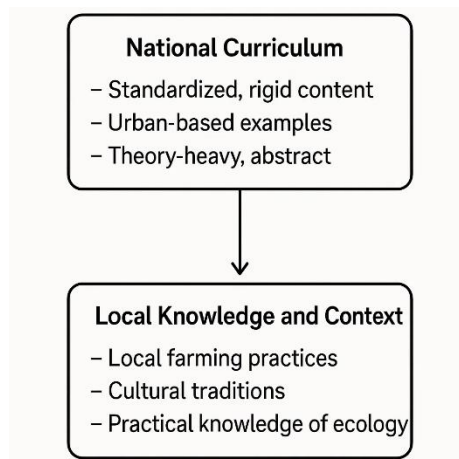 National Curriculum
– Standardized, rigid content
– Urban-based examples
– Theory-heavy, abstract
Local Knowledge and Context
– Local farming practices
– Cultural traditions
– Practical knowledge of ecology